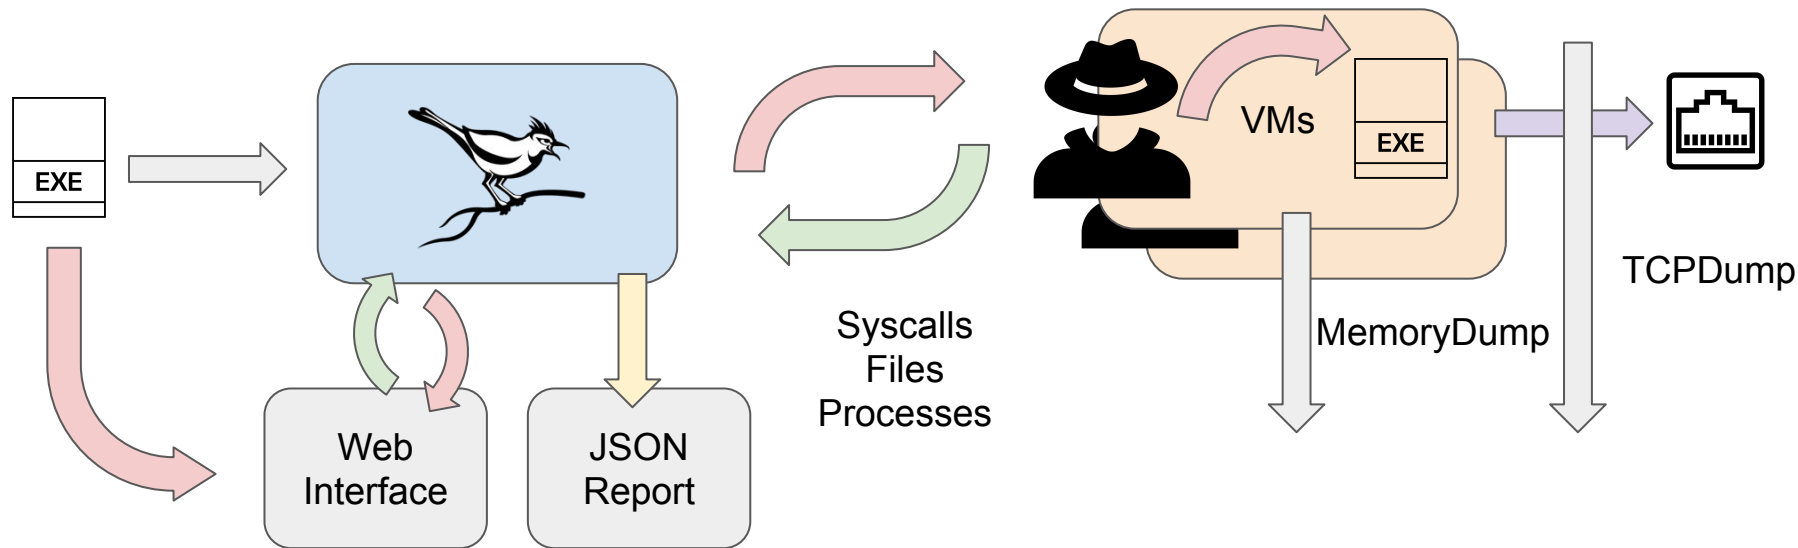 EXE
VMs
EXE
TCPDump
Syscalls
Files
Processes
MemoryDump
Web
Interface
JSON
Report